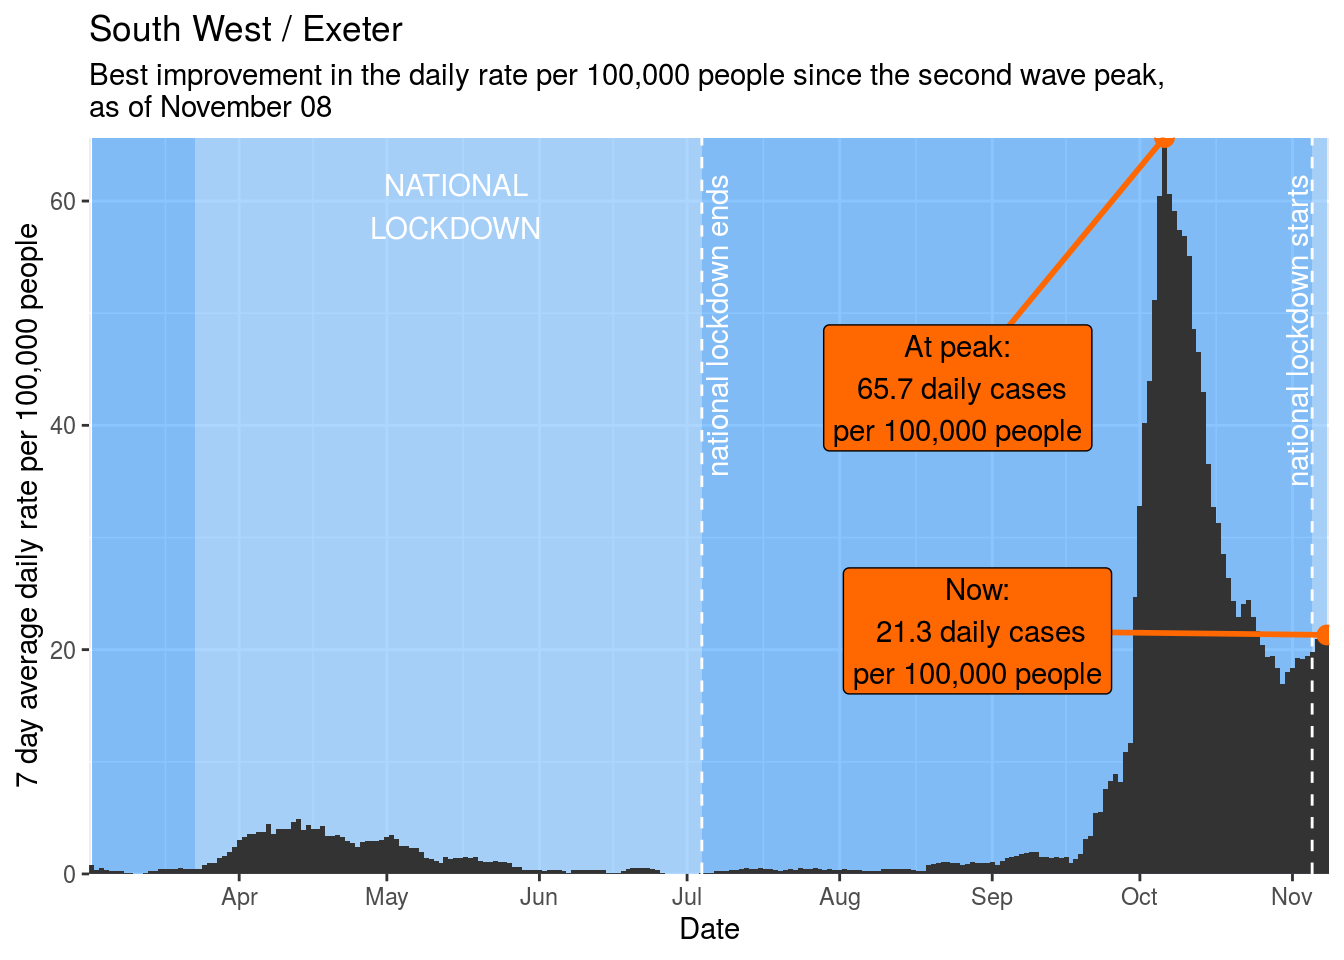 South West / Exeter
Best improvement in the daily rate per 100,000 people since the second wave peak,
as of November 08
7 day average daily rate per 100,000 people
60
40
20
0
NATIONAL
LOCKDOWN
national lockdown ends
At peak:
65.7 daily cases
per 100,000 people
Now:
21.3 daily cases
per 100,000 people
national lockdown starts
Apr
May
Jun
Jul
Aug
Sep
Oct
Nov
Date